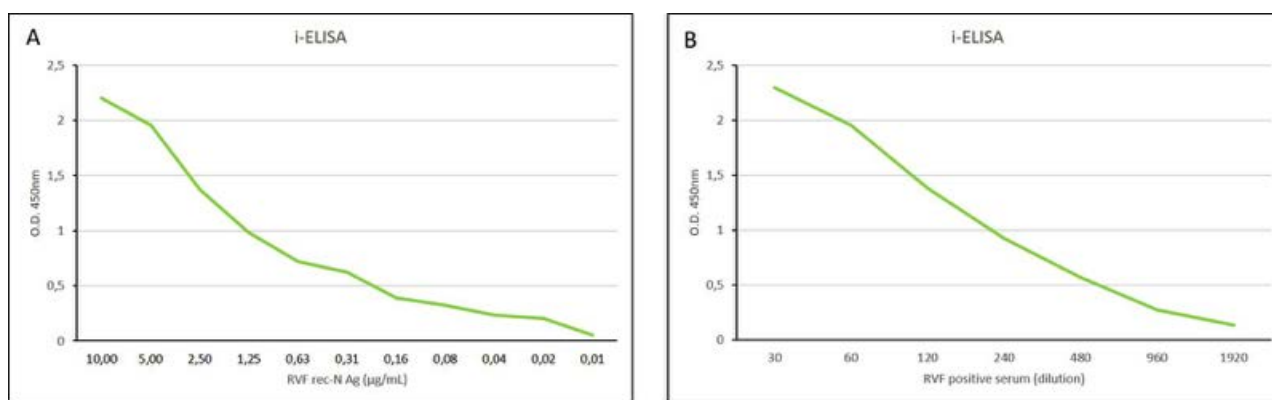 A
i-ELISA
2,5
2
1,5
1
0,5
0
O.D. 450nm
10,00 5,00 2,50 1,25 0,63 0,31 0,16 0,08 0,04 0,02 0,01
RVF rec-N Ag (µg/mL)
B
i-ELISA
2,5
2
1,5
1
0,5
0
O.D. 450nm
30 60 120 240 480 960 1920
RVF positive serum (dilution)